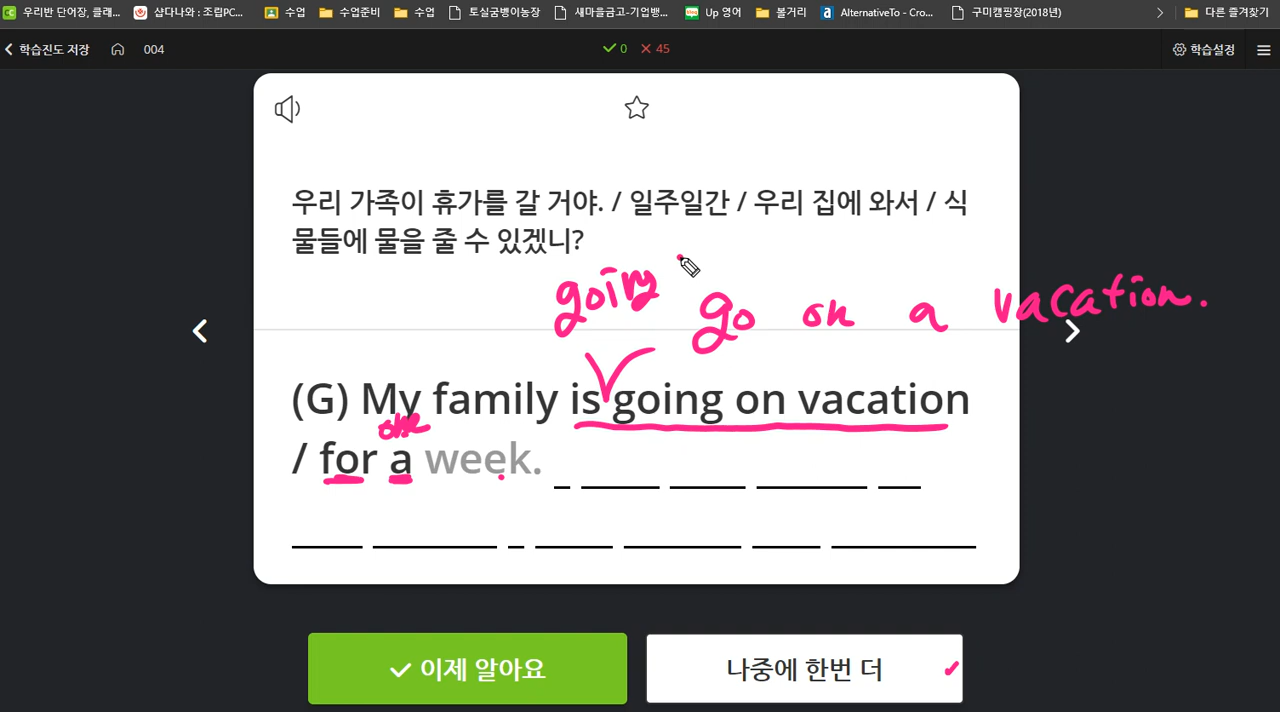 우리반 단어장, 클래... 샵다나와 : 조립PC... 수업 수업준비 수업 토실굼벵이농장 새마을금고-기업뱅... Up 영어 볼거리 AlternativeTo - Cro... 구미캠핑장(2018년) 다른 즐겨찾기
학습진도 저장 004 0 45 학습설정
우리 가족이 휴가를 갈 거야. / 일주일간 / 우리 집에 와서 / 식
물들에 물을 줄 수 있겠니?
going go on a vacation.
(G) My family is going on vacation
one
/ for a week.
이제 알아요 나중에 한번 더